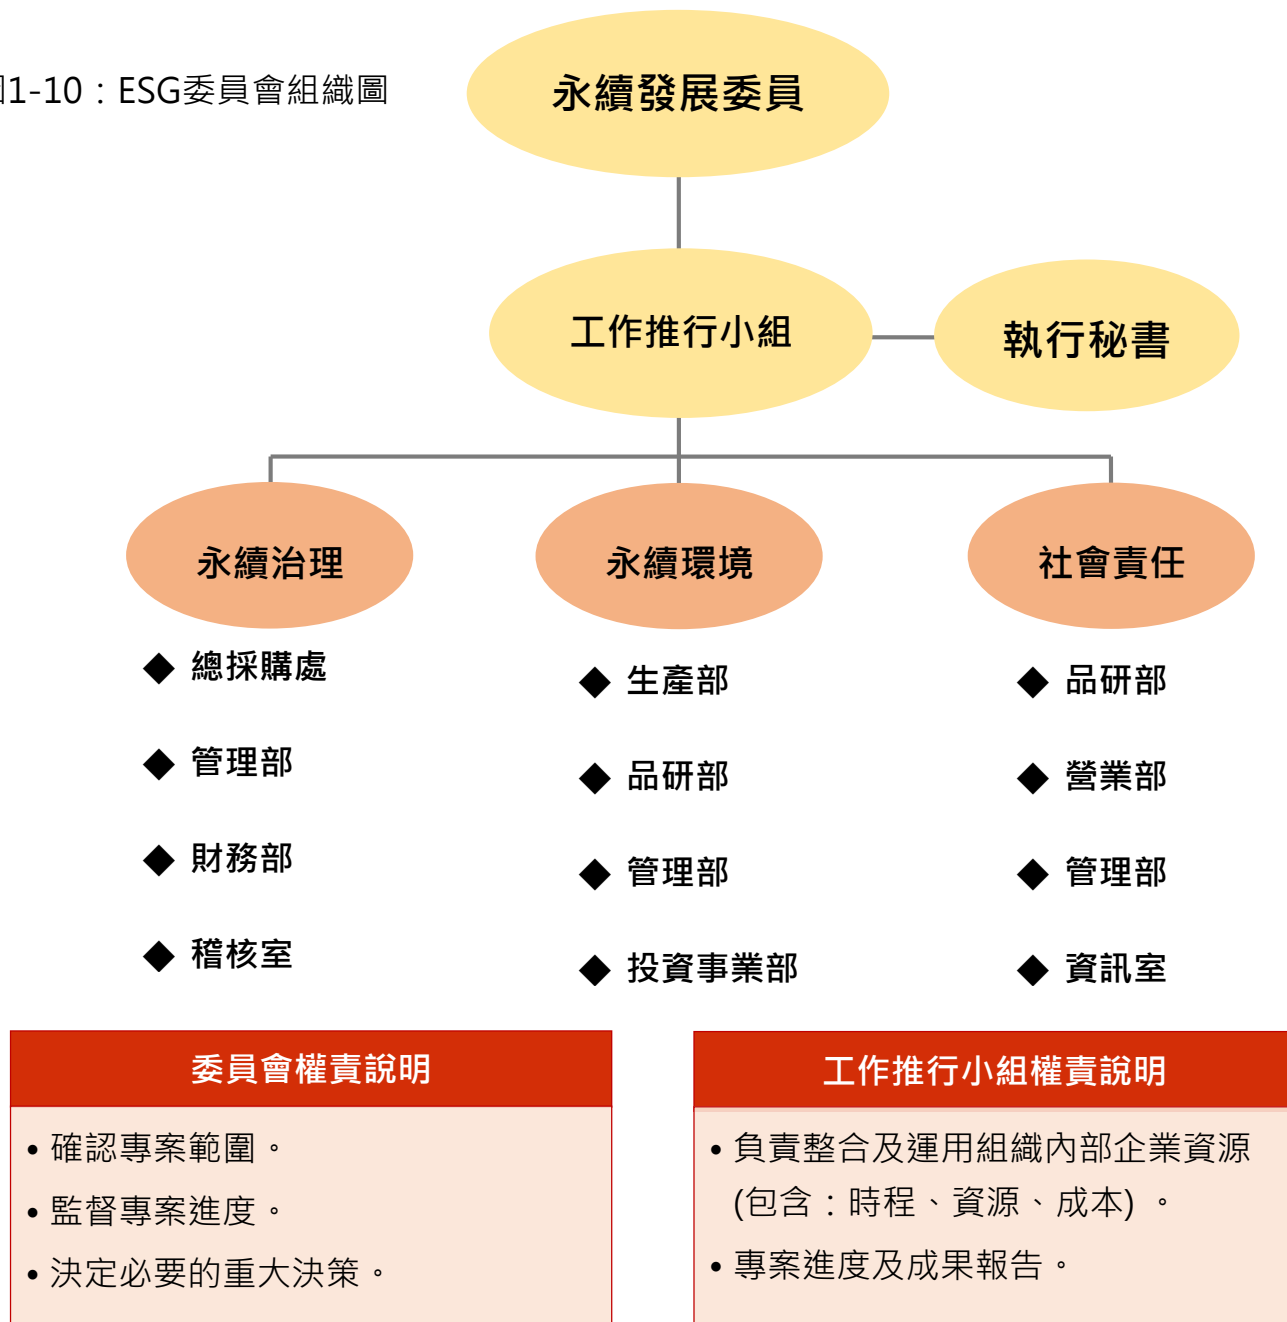 1-10：ESG委員會組織圖
永續發展委員
工作推行小組
執行秘書
永續治理
永續環境
社會責任
◆ 總採購處
◆ 管理部
◆ 財務部
◆ 稽核室
◆ 生產部
◆ 品研部
◆ 管理部
◆ 投資事業部
◆ 品研部
◆ 營業部
◆ 管理部
◆ 資訊室
委員會權責說明
• 確認專案範圍。
• 監督專案進度。
• 決定必要的重大決策。
工作推行小組權責說明
• 負責整合及運用組織內部企業資源
(包含：時程、資源、成本) 。
• 專案進度及成果報告。